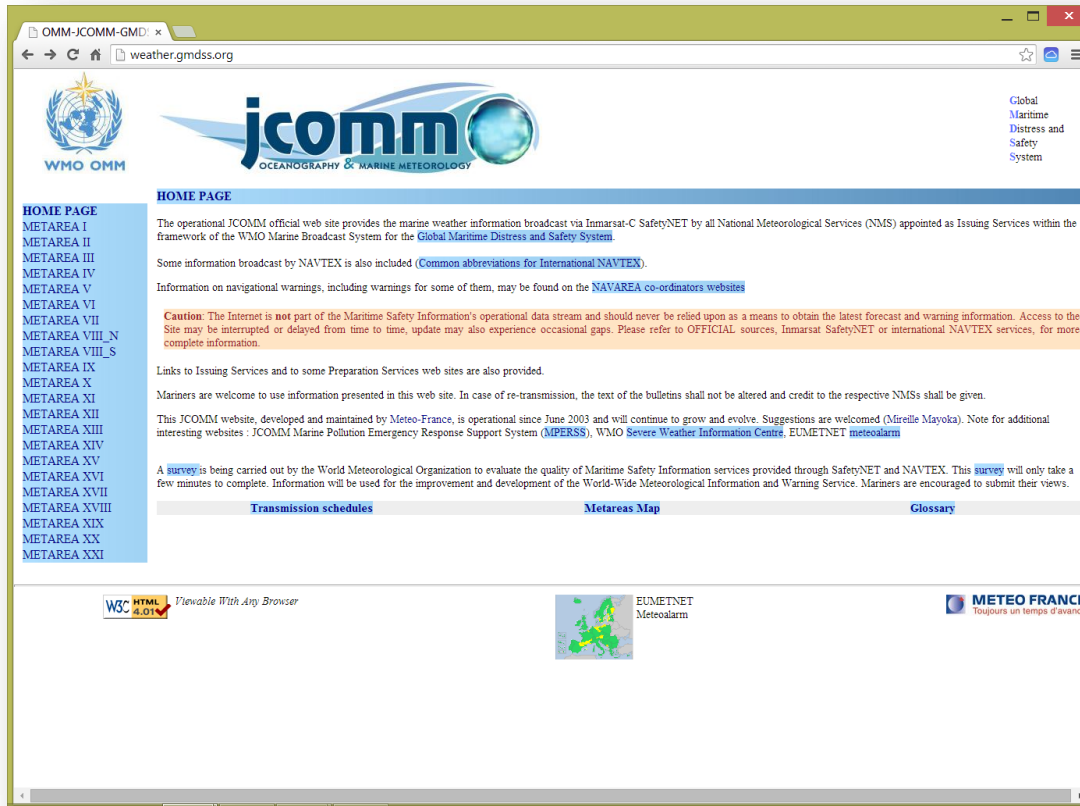 OMM-JCOMM-GMD
weather.gmdss.org
WMO OMM
jcomm
OCEANOGRAPHY & MARINE METEOROLOGY
Global
Maritime
Distress and
Safety
System
HOME PAGE
METAREA I
METAREA II
METAREA III
METAREA IV
METAREA V
METAREA VI
METAREA VII
METAREA VIII_N
METAREA VIII_S
METAREA IX
METAREA X
METAREA XI
METAREA XII
METAREA XIII
METAREA XIV
METAREA XV
METAREA XVI
METAREA XVII
METAREA XVIII
METAREA XIX
METAREA XX
METAREA XXI
HOME PAGE
The operational JCOMM official web site provides the marine weather information broadcast via Inmarsat-C SafetyNET by all National Meteorological Services (NMS) appointed as Issuing Services within the
framework of the WMO Marine Broadcast System for the Global Maritime Distress and Safety System.
Some information broadcast by NAVTEX is also included (Common abbreviations for International NAVTEX).
Information on navigational warnings, including warnings for some of them, may be found on the NAVAREA co-ordinators websites
Caution: The Internet is not part of the Maritime Safety Information's operational data stream and should never be relied upon as a means to obtain the latest forecast and warning information. Access to the
Site may be interrupted or delayed from time to time, update may also experience occasional gaps. Please refer to OFFICIAL sources, Inmarsat SafetyNET or international NAVTEX services, for more
complete information.
Links to Issuing Services and to some Preparation Services web sites are also provided.
Mariners are welcome to use information presented in this web site. In case of re-transmission, the text of the bulletins shall not be altered and credit to the respective NMSs shall be given.
This JCOMM website, developed and maintained by Meteo-France, is operational since June 2003 and will continue to grow and evolve. Suggestions are welcomed (Mireille Mayoka). Note for additional
interesting websites : JCOMM Marine Pollution Emergency Response Support System (MPERSS), WMO Severe Weather Information Centre, EUMETNET meteoalarm
A survey is being carried out by the World Meteorological Organization to evaluate the quality of Maritime Safety Information services provided through SafetyNET and NAVTEX. This survey will only take a
few minutes to complete. Information will be used for the improvement and development of the World-Wide Meteorological Information and Warning Service. Mariners are encouraged to submit their views.
Transmission schedules Metareas Map Glossary
W3C HTML 4.01
Viewable With Any Browser
EUMETNET
Meteoalarm
METEO FRANC
Toujours un temps d'avanc